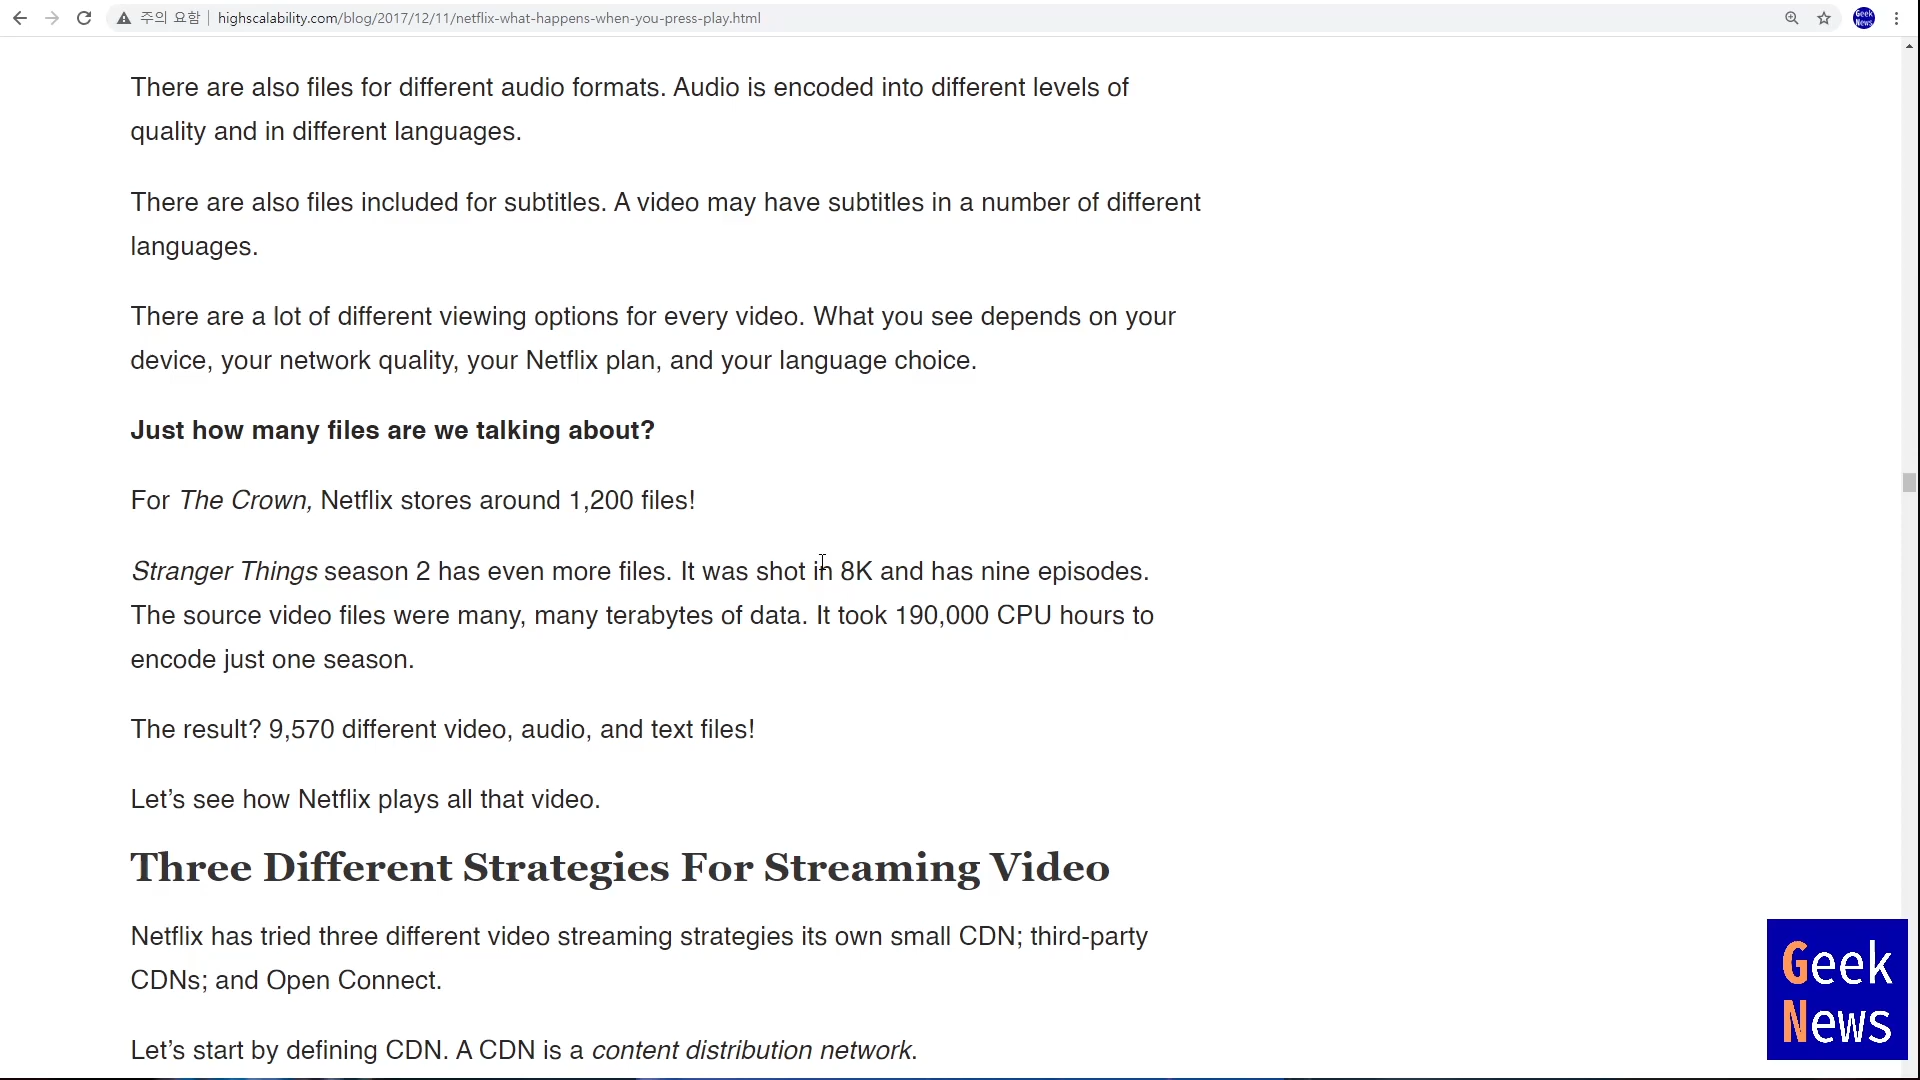 주의 요함
highscalability.com/blog/2017/12/11/netflix-what-happens-when-you-press-play.html
Geek
News
There are also files for different audio formats. Audio is encoded into different levels of
quality and in different languages.
There are also files included for subtitles. A video may have subtitles in a number of different
languages.
There are a lot of different viewing options for every video. What you see depends on your
device, your network quality, your Netflix plan, and your language choice.
Just how many files are we talking about?
For The Crown, Netflix stores around 1,200 files!
Stranger Things season 2 has even more files. It was shot in 8K and has nine episodes.
The source video files were many, many terabytes of data. It took 190,000 CPU hours to
encode just one season.
The result? 9,570 different video, audio, and text files!
Let’s see how Netflix plays all that video.
Three Different Strategies For Streaming Video
Netflix has tried three different video streaming strategies its own small CDN; third-party
CDNs; and Open Connect.
Let’s start by defining CDN. A CDN is a content distribution network.
Geek
News